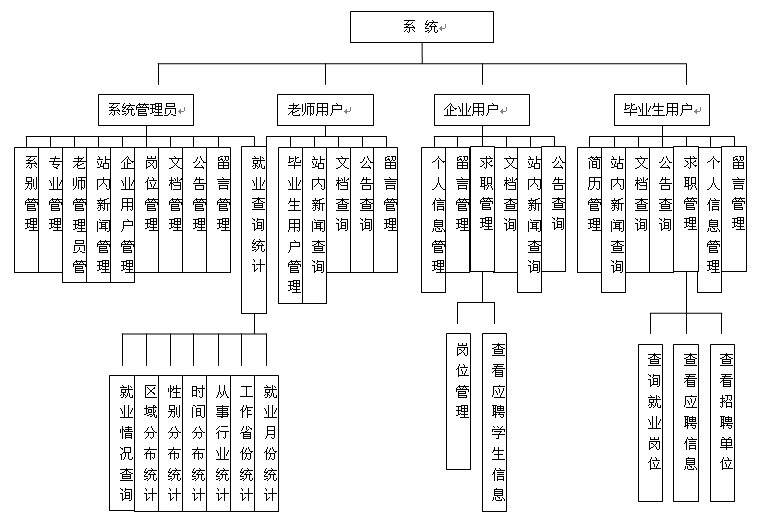 系 统
系统管理员
老师用户
企业用户
毕业生用户
系别管理
专业管理
老师管理员管
站内新闻管理
企业用户管理
岗位管理
文档管理
公告管理
留言管理
就业查询统计
毕业生用户管理
站内新闻查询
文档查询
公告查询
留言管理
个人信息管理
留言管理
求职管理
文档查询
站内新闻查询
公告查询
简历管理
站内新闻查询
文档查询
公告查询
求职管理
个人信息管理
留言管理
就业情况查询
区域分布统计
性别分布统计
时间分布统计
从事行业统计
工作省份统计
就业月份统计
岗位管理
查看应聘学生信息
查询就业岗位
查看应聘信息
查看招聘单位